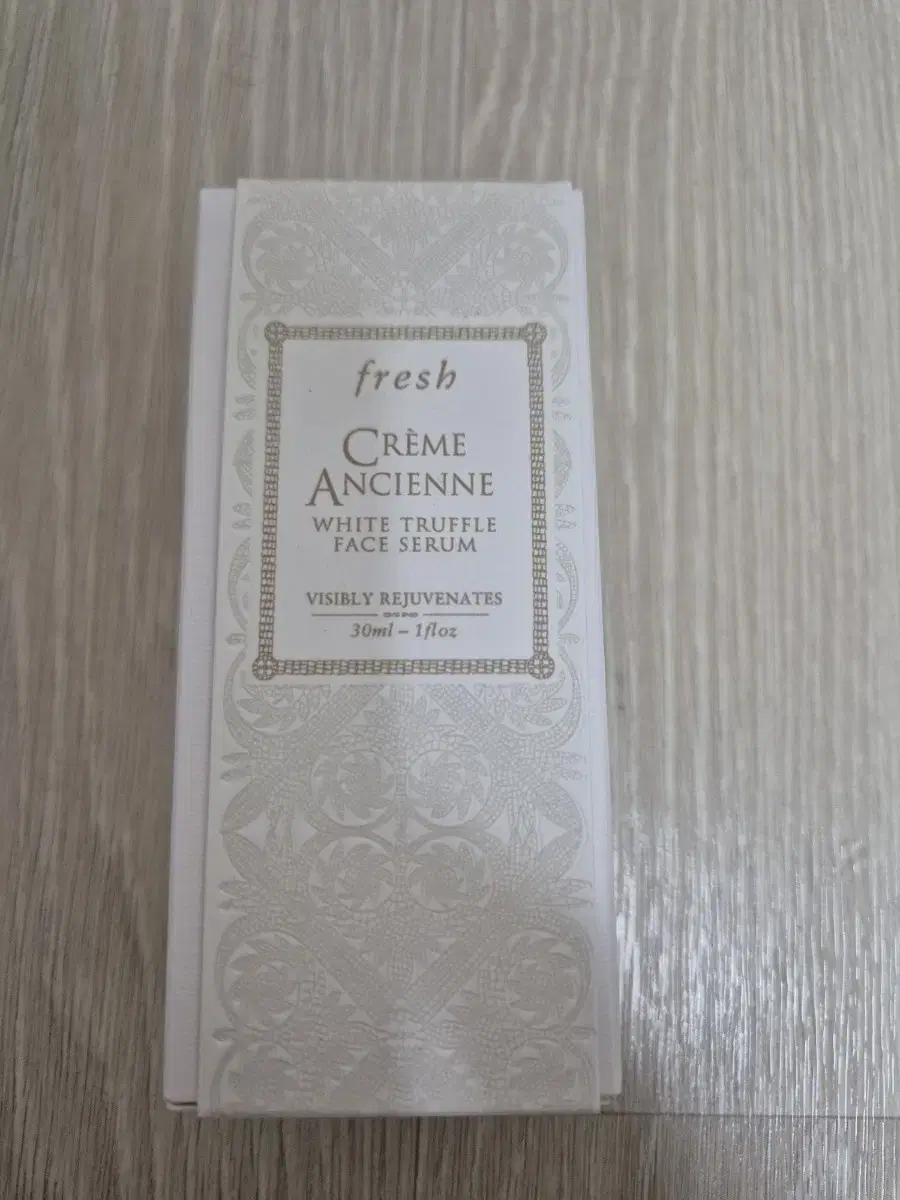 fresh
CRÈME
ANCIENNE
WHITE TRUFFLE
FACE SERUM
VISIBLY REJUVENATES
30ml – 1floz